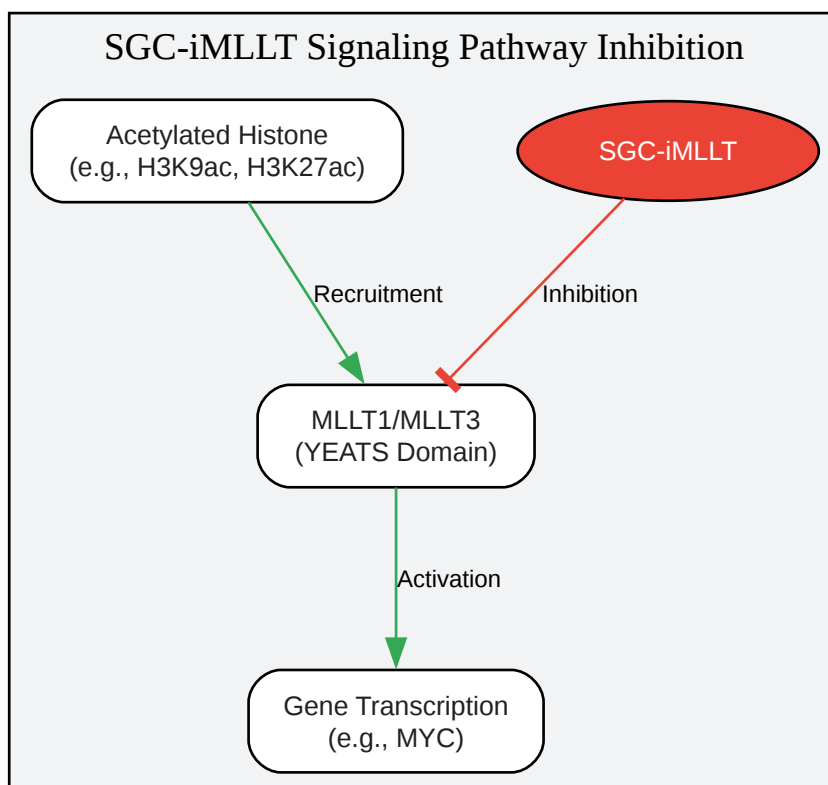 SGC-iMLLT Signaling Pathway Inhibition
Acetylated Histone
(e.g., H3K9ac, H3K27ac)
SGC-iMLLT
Recruitment
Inhibition
MLLT1/MLLT3
(YEATS Domain)
Activation
Gene Transcription
(e.g., MYC)